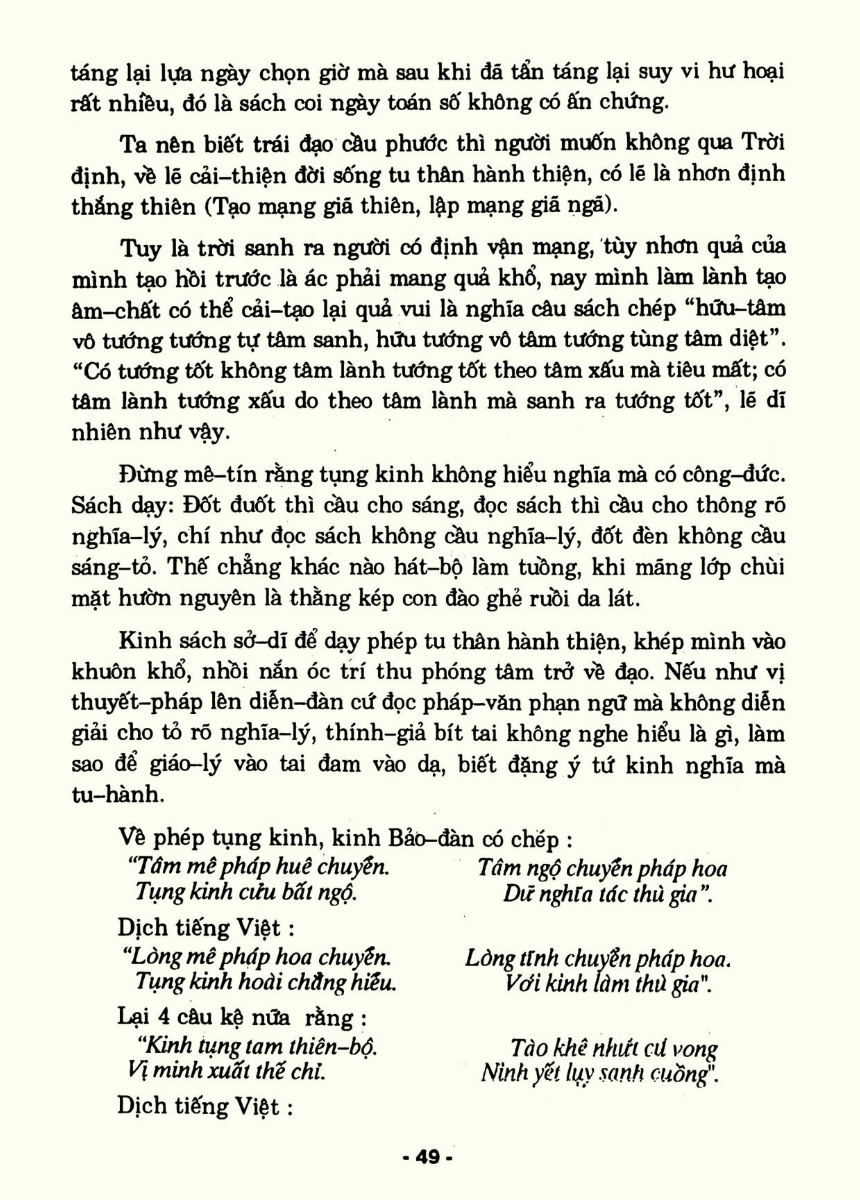 táng lại lựa ngày chọn giờ mà sau khi đã tẩn táng lại suy vi hư hoại
rất nhiều, đó là sách coi ngày toán số không có ấn chứng.
Ta nên biết trái đạo cầu phước thì người muốn không qua Trời
định, về lẽ cải–thiện đời sống tu thân hành thiện, có lẽ là nhơn định
thắng thiên (Tạo mạng giã thiên, lập mạng giã ngã).
Tuy là trời sanh ra người có định vận mạng, tùy nhơn quả của
mình tạo hồi trước là ác phải mang quả khổ, nay mình làm lành tạo
âm–chất có thể cải–tạo lại quả vui là nghĩa câu sách chép “hữu–tâm
vô tướng tướng tự tâm sanh, hữu tướng vô tâm tướng tùng tâm diệt”.
“Có tướng tốt không tâm lành tướng tốt theo tâm xấu mà tiêu mất; có
tâm lành tướng xấu do theo tâm lành mà sanh ra tướng tốt”, lẽ dĩ
nhiên như vậy.
Đừng mê–tín rằng tụng kinh không hiểu nghĩa mà có công–đức.
Sách dạy: Đốt đuốt thì cầu cho sáng, đọc sách thì cầu cho thông rõ
nghĩa–lý, chí như đọc sách không cầu nghĩa–lý, đốt đèn không cầu
sáng–tỏ. Thế chẳng khác nào hát–bộ làm tuồng, khi mãng lớp chùi
mặt hườn nguyên là thằng kép con đào ghẻ ruồi da lát.
Kinh sách sở–dĩ để dạy phép tu thân hành thiện, khép mình vào
khuôn khổ, nhồi nắn óc trí thu phóng tâm trở về đạo. Nếu như vị
thuyết–pháp lên diễn–đàn cứ đọc pháp–văn phạn ngữ mà không diễn
giải cho tỏ rõ nghĩa–lý, thính–giả bít tai không nghe hiểu là gì, làm
sao để giáo–lý vào tai đam vào dạ, biết đặng ý tứ kinh nghĩa mà
tu–hành.
Về phép tụng kinh, kinh Bảo–đàn có chép :
“Tâm mê pháp huê chuyển. Tâm ngộ chuyển pháp hoa
Tụng kinh cửu bất ngộ. Dữ nghĩa tác thù gia”.
Dịch tiếng Việt :
“Lòng mê pháp hoa chuyển. Lòng tĩnh chuyển pháp hoa.
Tụng kinh hoài chẳng hiểu. Với kinh làm thù gia".
Lại 4 câu kệ nữa rằng :
“Kinh tụng tam thiên–bộ. Tào khê nhứt cú vong
Vị minh xuất thế chỉ. Ninh yết lụy sanh cuồng".
Dịch tiếng Việt :
- 49 -